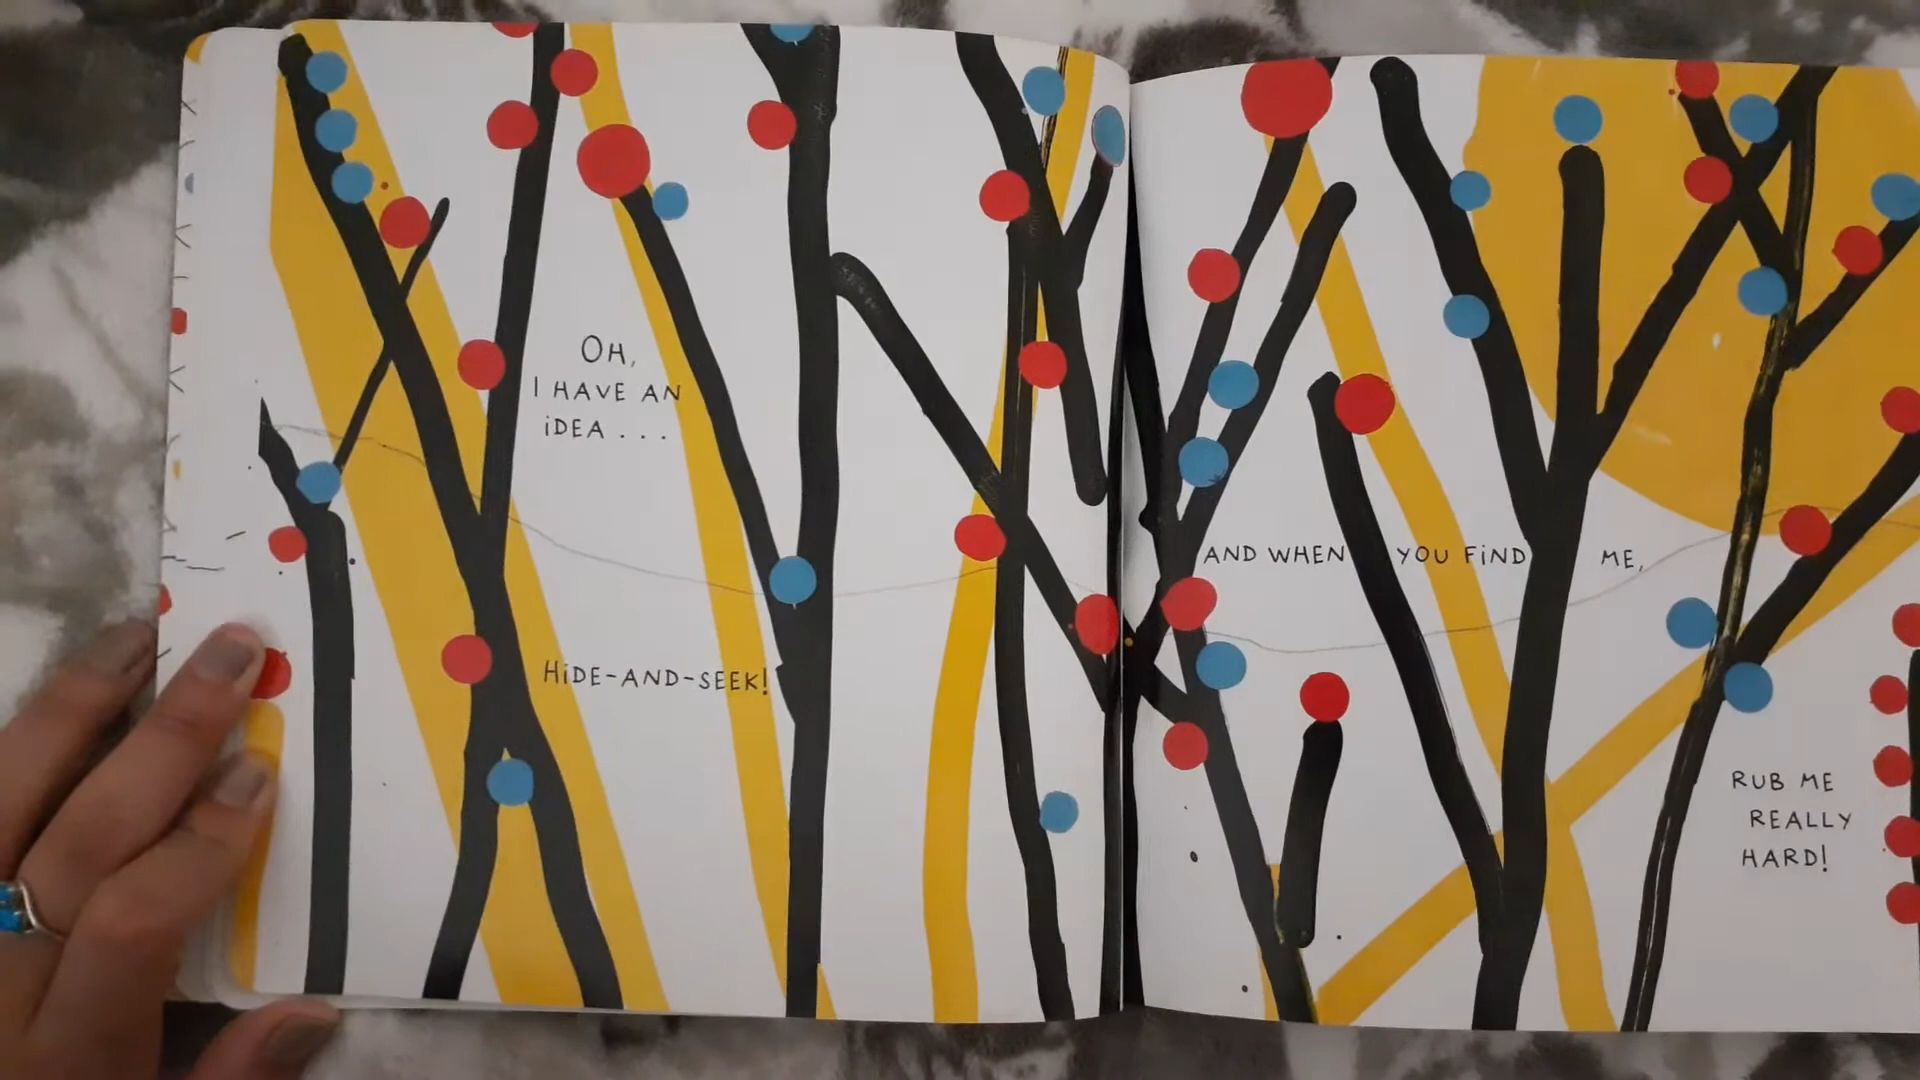 OH,
I HAVE AN
iDEA . . .
HiDE-AND-SEEK!
AND WHEN YOU FiND ME,
RUB ME
REALLY
HARD!